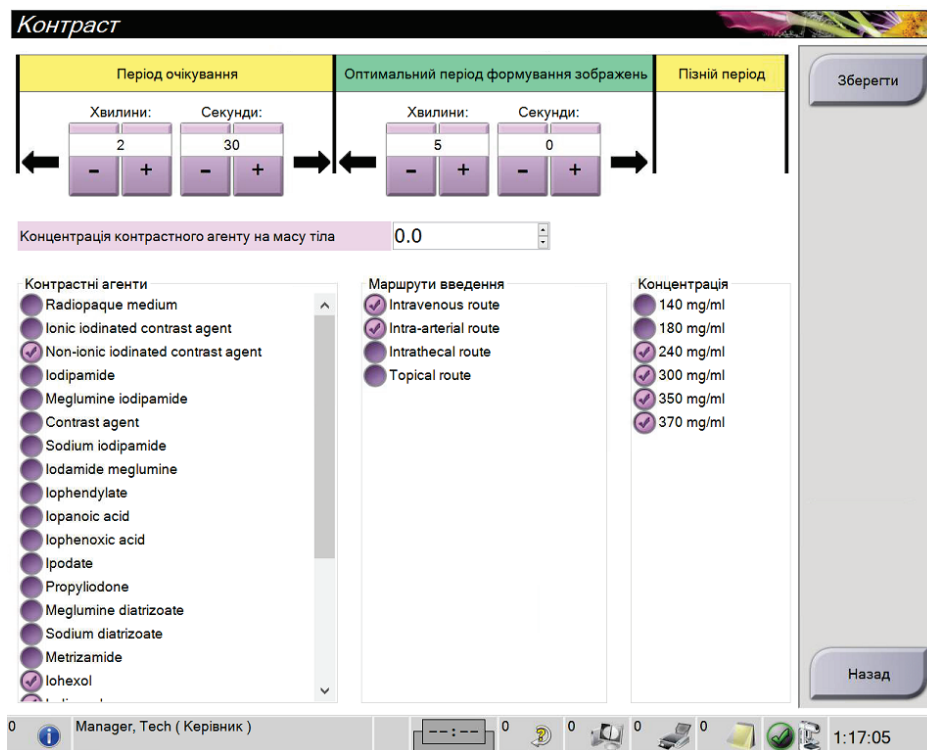 Контраст
Період очікування
Оптимальний період формування зображень
Пізній період
Зберегти
Хвилини: Секунди:
2 30
- + - +
Хвилини: Секунди:
5 0
- + - +
Концентрація контрастного агенту на масу тіла 0.0
Контрастні агенти
Radiopaque medium
Ionic iodinated contrast agent
Non-ionic iodinated contrast agent
Iodipamide
Meglumine iodipamide
Contrast agent
Sodium iodipamide
Iodamide meglumine
Iophendylate
Iopanoic acid
Iophenoxic acid
Ipodate
Propyliodone
Meglumine diatrizoate
Sodium diatrizoate
Metrizamide
Iohexol
Маршрути введення
Intravenous route
Intra-arterial route
Intrathecal route
Topical route
Концентрація
140 mg/ml
180 mg/ml
240 mg/ml
300 mg/ml
350 mg/ml
370 mg/ml
Назад
0 Manager, Tech ( Керівник ) --:-- 0 0 0 0 1:17:05